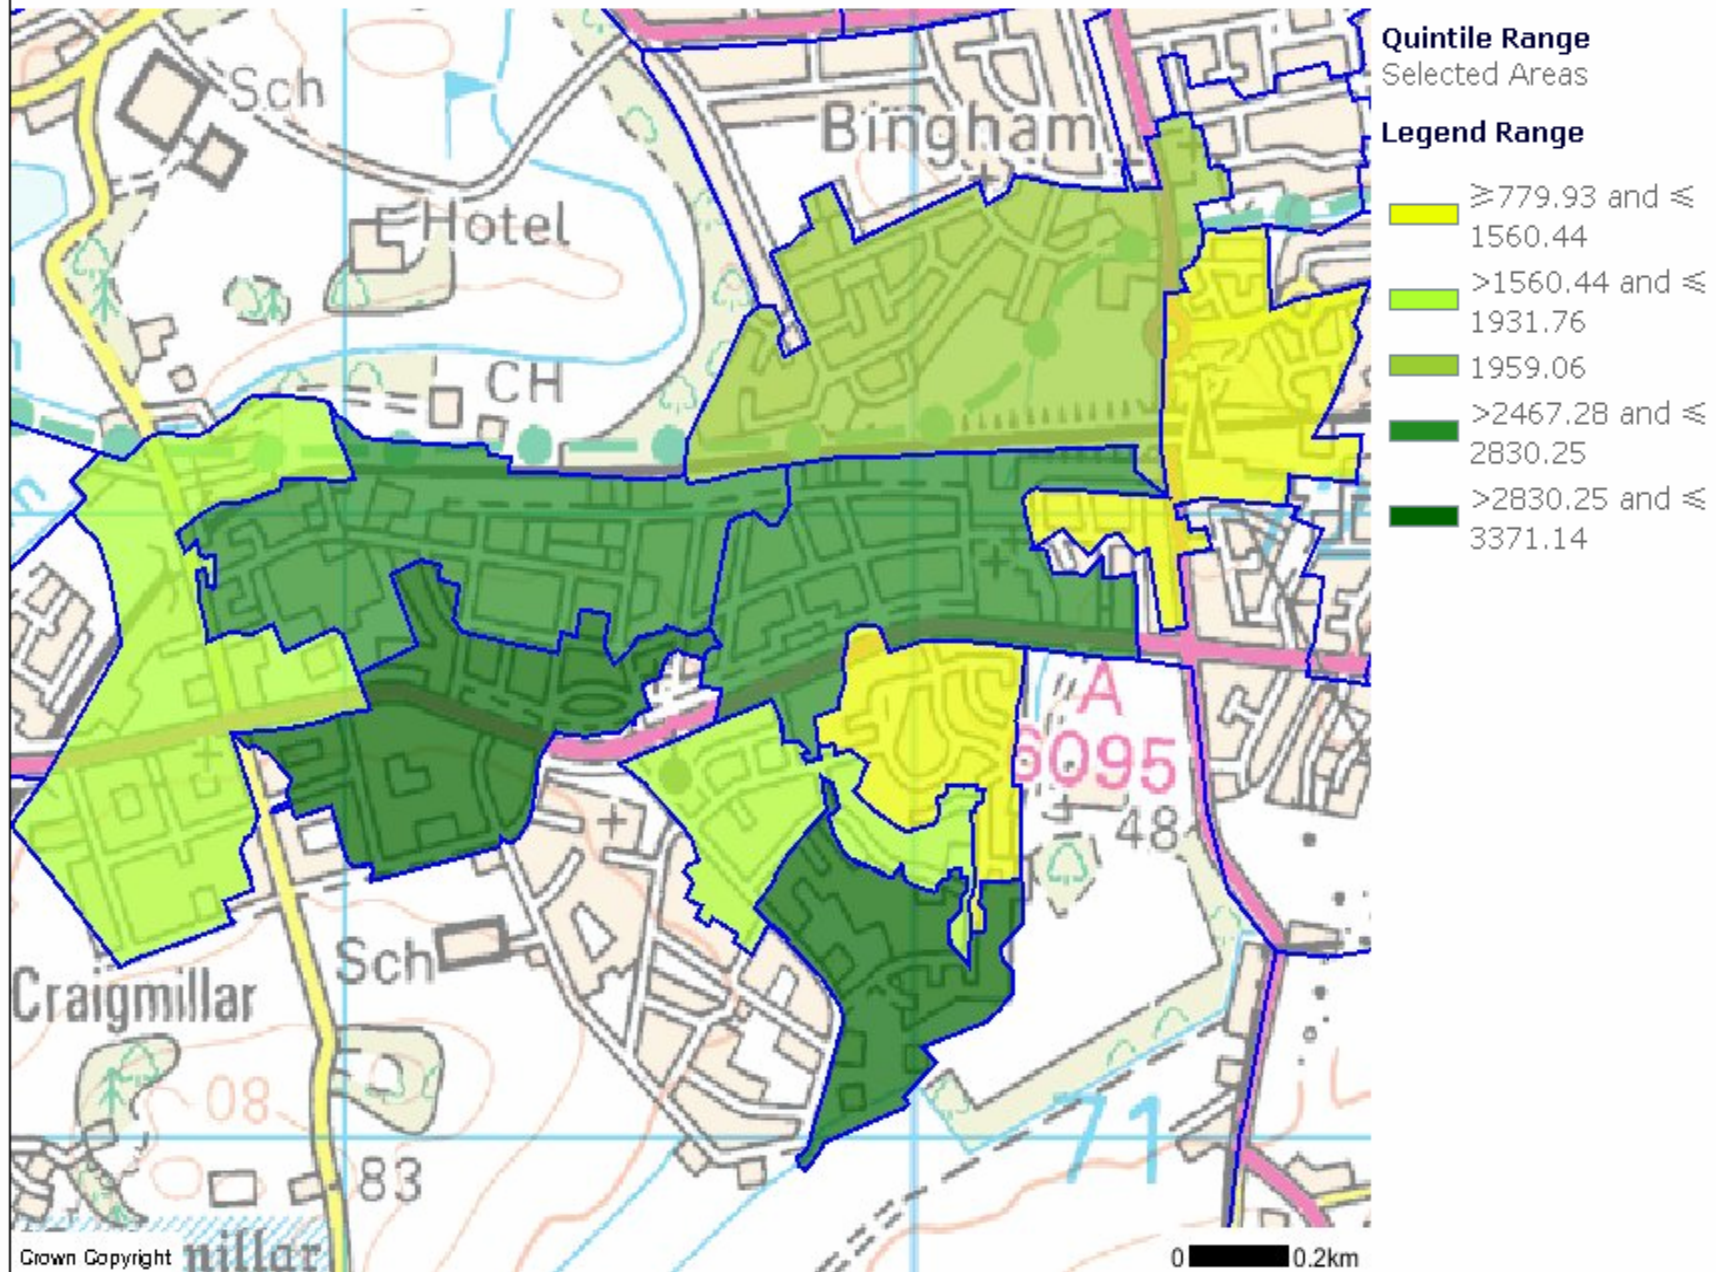 Quintile Range
Selected Areas
Legend Range
≥779.93 and ≤
1560.44
>1560.44 and ≤
1931.76
1959.06
>2467.28 and ≤
2830.25
>2830.25 and ≤
3371.14
Sch
Bingham
Hotel
CH
A
6095
48
Sch
Craigmillar
08
71
83
millar
Crown Copyright
0 0.2km